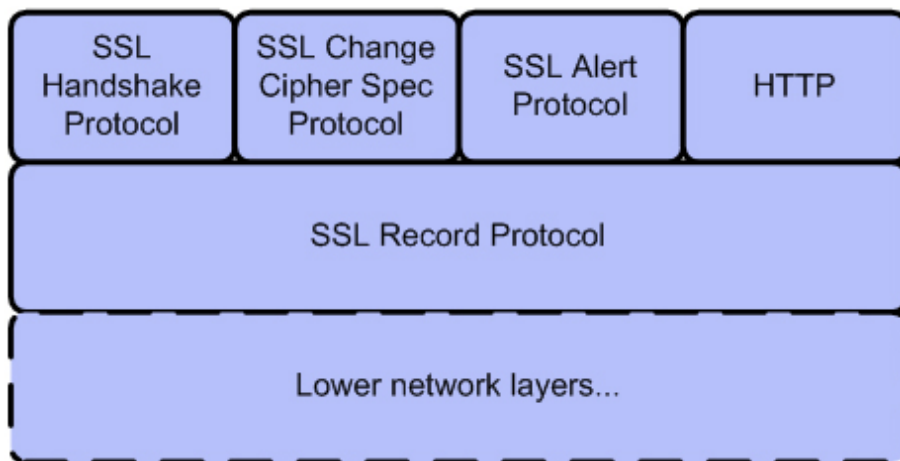 SSL
Handshake
Protocol
SSL Change
Cipher Spec
Protocol
SSL Alert
Protocol
HTTP
SSL Record Protocol
Lower network layers...